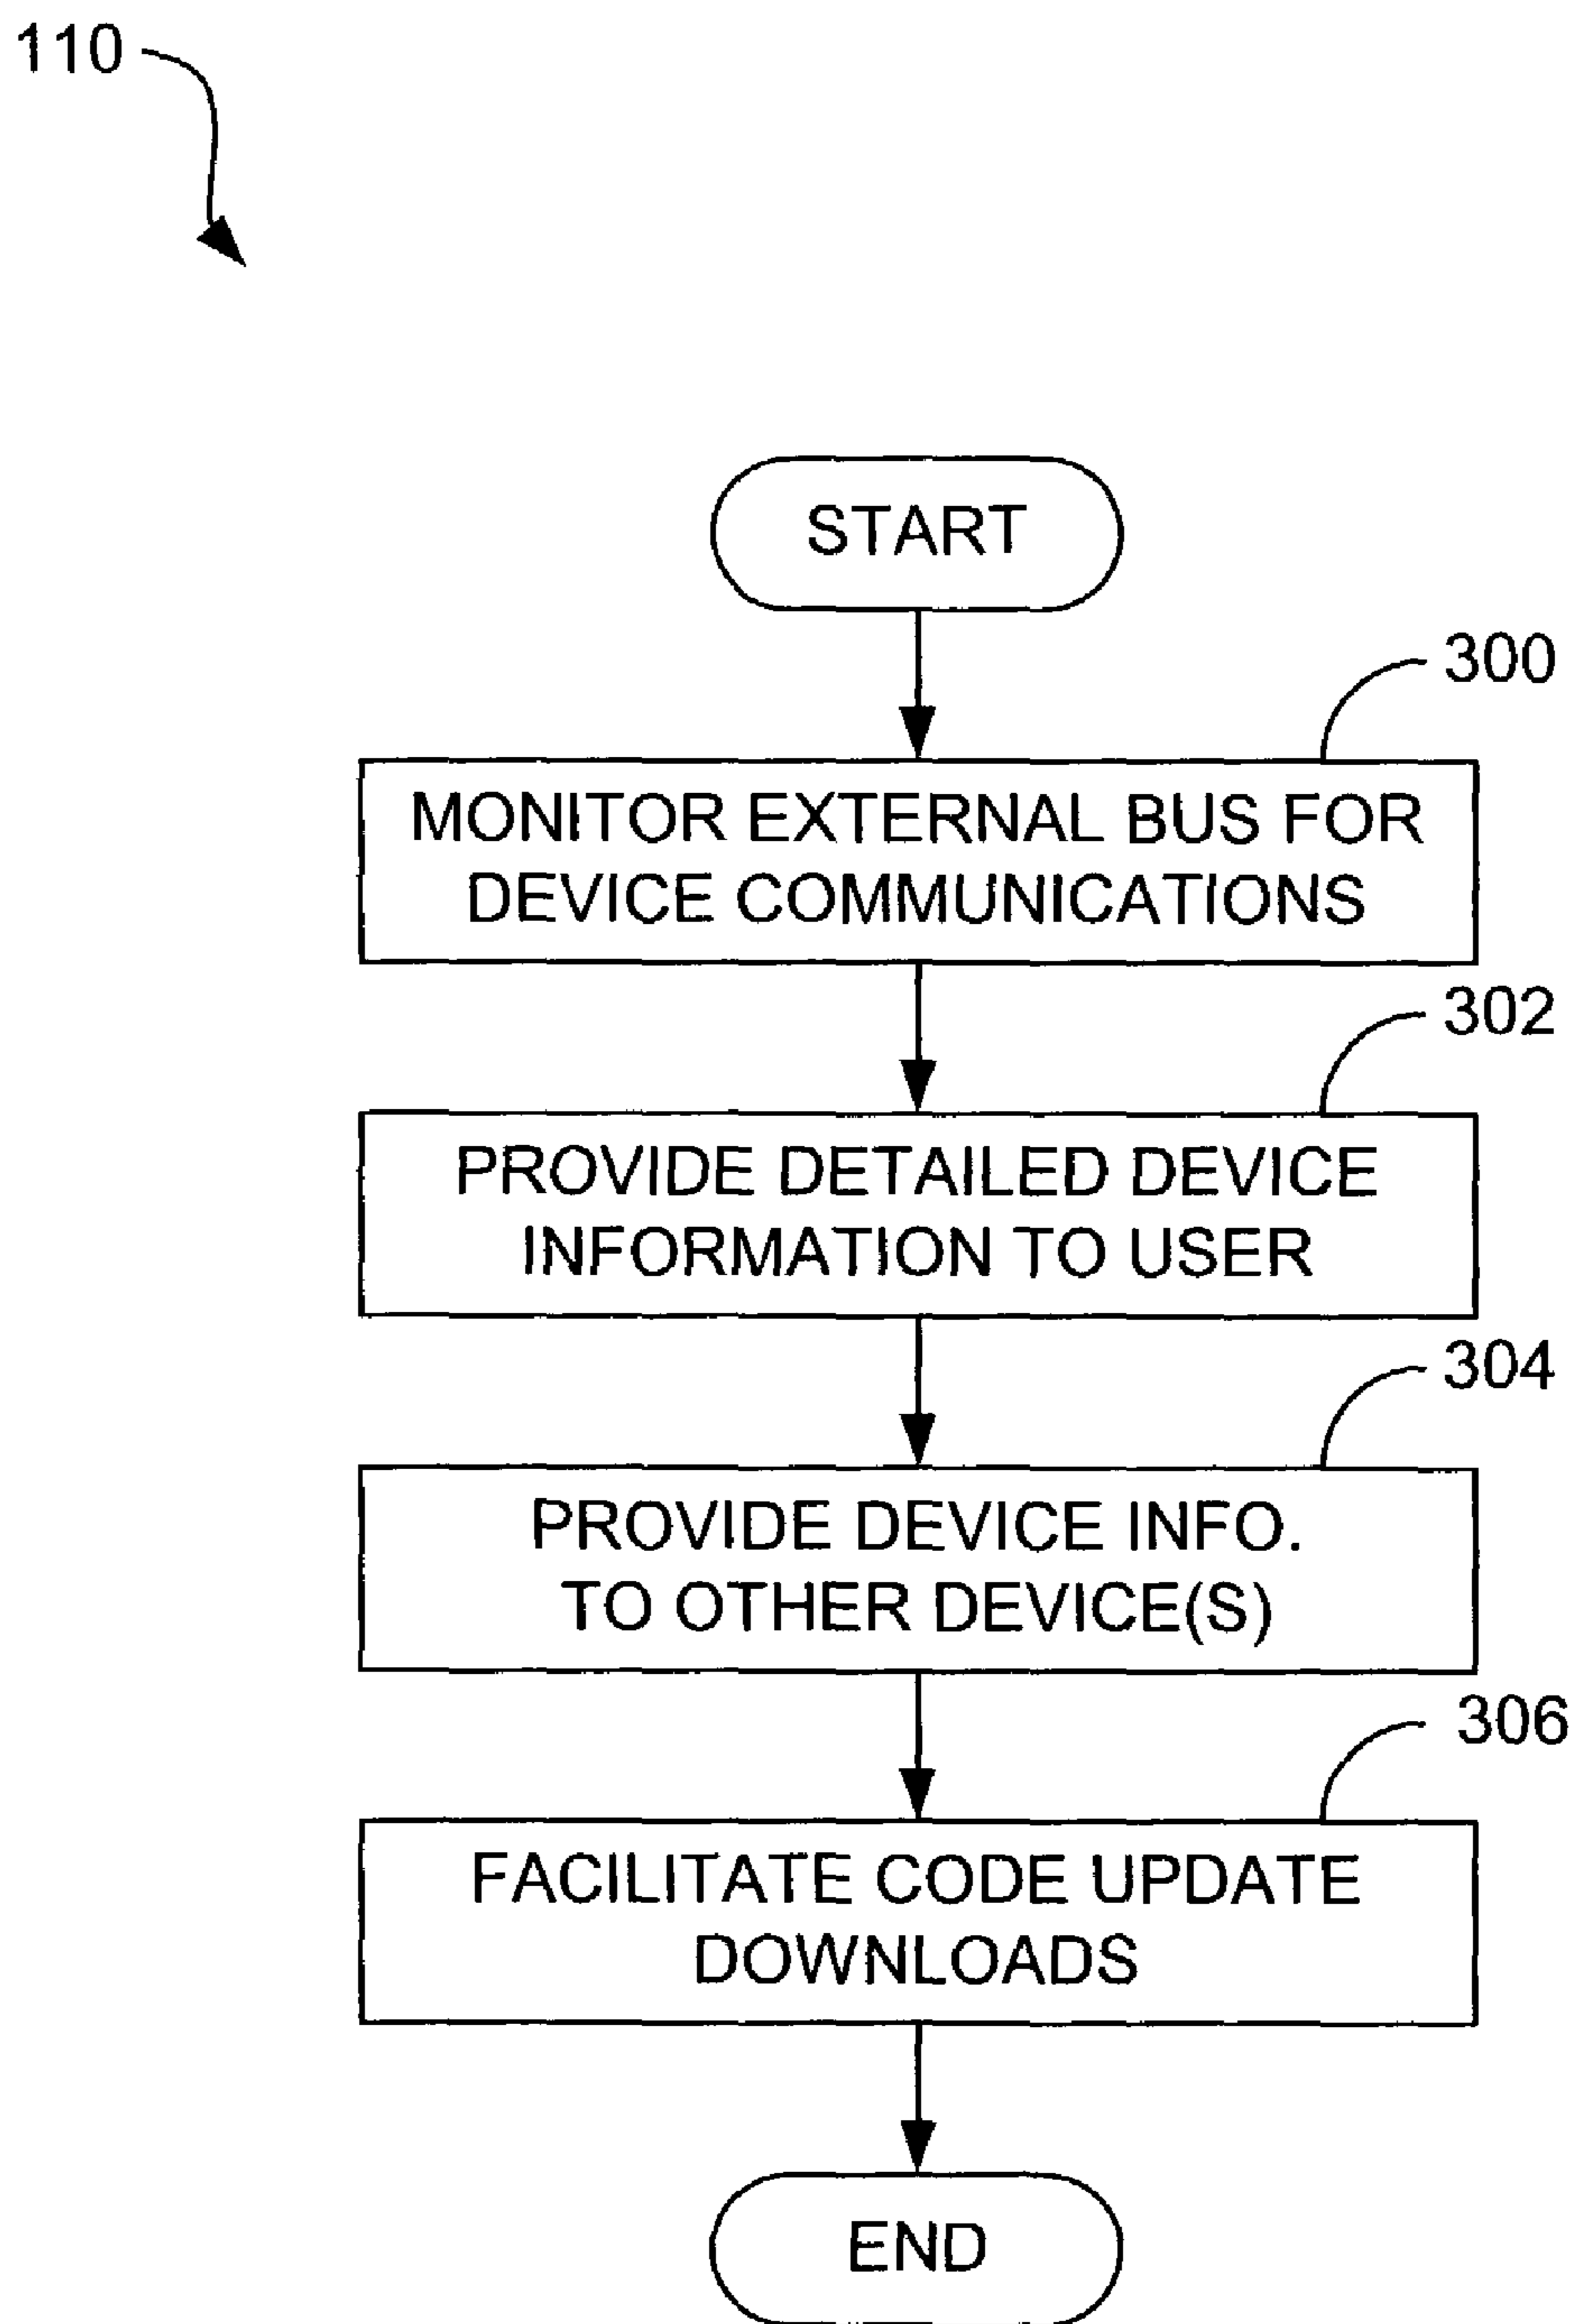 110
START
300
MONITOR EXTERNAL BUS FOR
DEVICE COMMUNICATIONS
302
PROVIDE DETAILED DEVICE
INFORMATION TO USER
304
PROVIDE DEVICE INFO.
TO OTHER DEVICE(S)
306
FACILITATE CODE UPDATE
DOWNLOADS
END